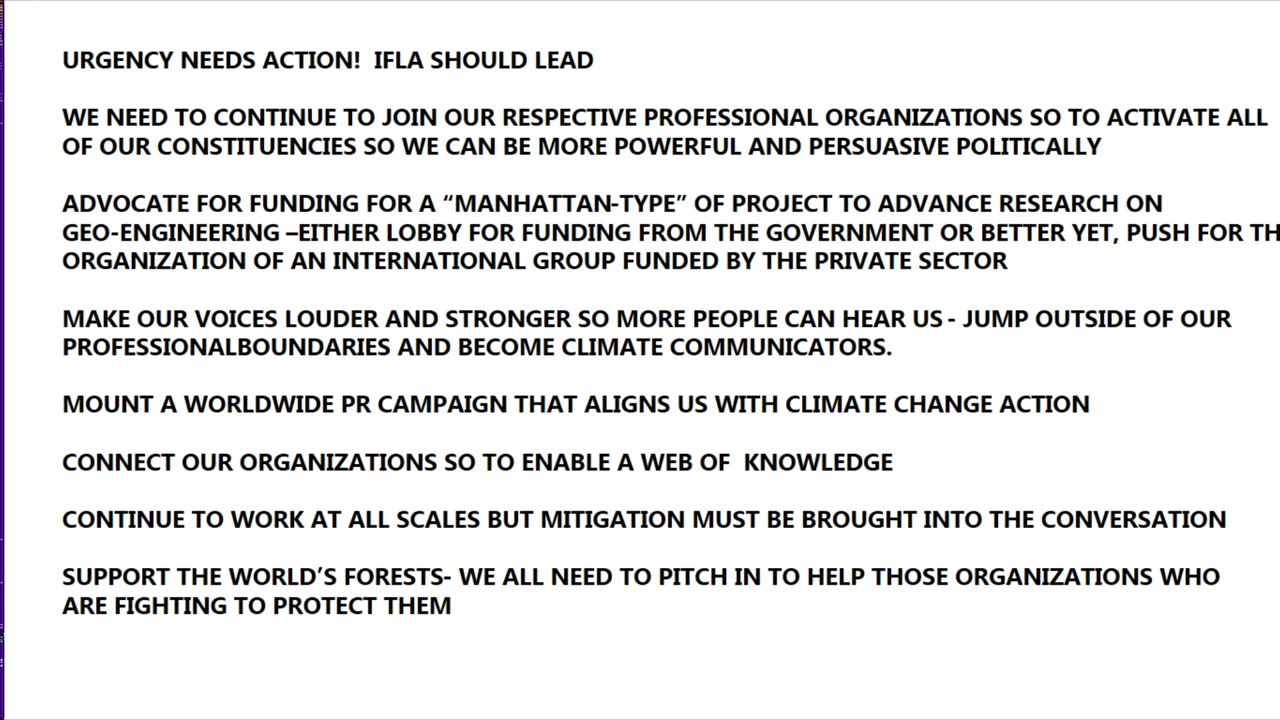 URGENCY NEEDS ACTION!  IFLA SHOULD LEAD
WE NEED TO CONTINUE TO JOIN OUR RESPECTIVE PROFESSIONAL ORGANIZATIONS SO TO ACTIVATE ALL
OF OUR CONSTITUENCIES SO WE CAN BE MORE POWERFUL AND PERSUASIVE POLITICALLY
ADVOCATE FOR FUNDING FOR A “MANHATTAN-TYPE” OF PROJECT TO ADVANCE RESEARCH ON
GEO-ENGINEERING –EITHER LOBBY FOR FUNDING FROM THE GOVERNMENT OR BETTER YET, PUSH FOR TH
ORGANIZATION OF AN INTERNATIONAL GROUP FUNDED BY THE PRIVATE SECTOR
MAKE OUR VOICES LOUDER AND STRONGER SO MORE PEOPLE CAN HEAR US - JUMP OUTSIDE OF OUR
PROFESSIONALBOUNDARIES AND BECOME CLIMATE COMMUNICATORS.
MOUNT A WORLDWIDE PR CAMPAIGN THAT ALIGNS US WITH CLIMATE CHANGE ACTION
CONNECT OUR ORGANIZATIONS SO TO ENABLE A WEB OF  KNOWLEDGE
CONTINUE TO WORK AT ALL SCALES BUT MITIGATION MUST BE BROUGHT INTO THE CONVERSATION
SUPPORT THE WORLD’S FORESTS- WE ALL NEED TO PITCH IN TO HELP THOSE ORGANIZATIONS WHO
ARE FIGHTING TO PROTECT THEM